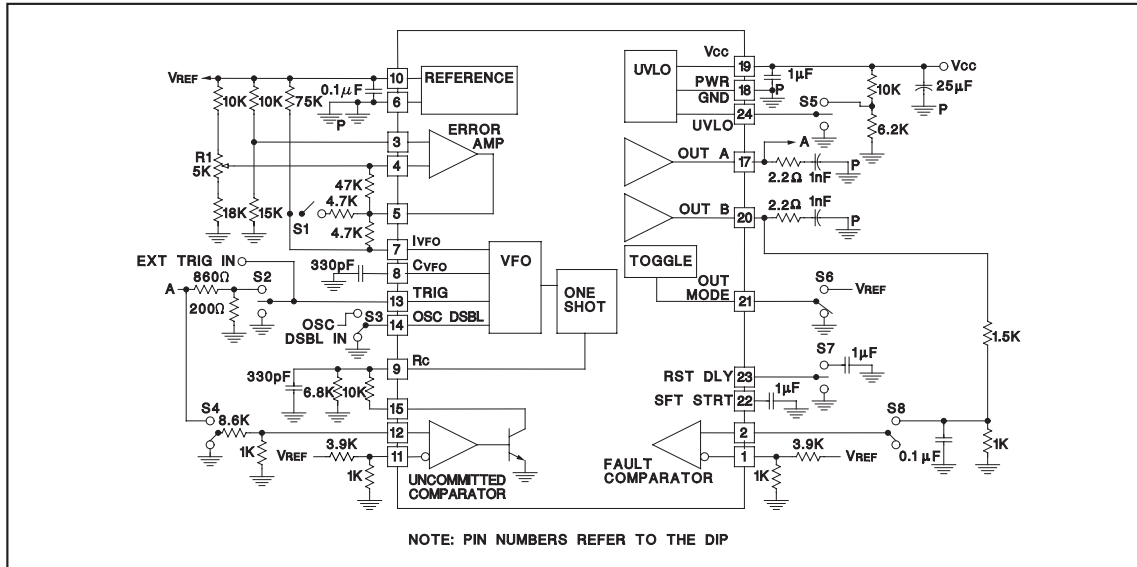 VREF
10K
10K
75K
0.1μF
P
10
6
REFERENCE
3
4
ERROR
AMP
R1
5K
47K
4.7K
5
18K
15K
S1
4.7K
7
IVFO
EXT TRIG IN
330pF
8
CVFO
VFO
A
860Ω
S2
200Ω
13
TRIG
ONE
SHOT
S3
OSC
DSBL IN
14
OSC DSBL
9
RC
330pF
6.8K
10K
15
S4
8.6K
1K
12
VREF
3.9K
11
1K
UNCOMMITTED
COMPARATOR
UVLO
Vcc
19
PWR
GND
18
24
UVLO
1μF
P
S5
10K
6.2K
Vcc
25μF
P
OUT A
17
A
2.2Ω
1nF
P
OUT B
20
2.2Ω
1nF
P
TOGGLE
OUT
MODE
21
S6
VREF
1.5K
S7
1μF
RST DLY
23
SFT STRT
22
1μF
S8
2
0.1μF
1K
1
3.9K
VREF
1K
FAULT
COMPARATOR
NOTE: PIN NUMBERS REFER TO THE DIP